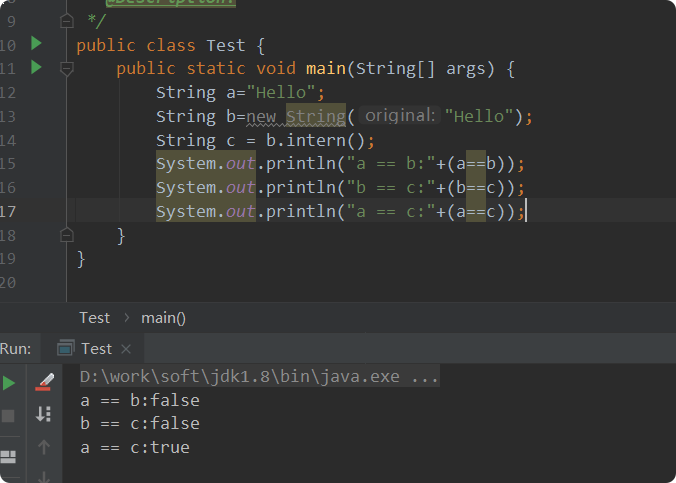 @Description:
9 */
10 public class Test {
11 public static void main(String[] args) {
12 String a="Hello";
13 String b=new String( original: "Hello");
14 String c = b.intern();
15 System.out.println("a == b:"+(a==b));
16 System.out.println("b == c:"+(b==c));
17 System.out.println("a == c:"+(a==c));
18 }
19 }
20
Test › main()
Run: Test ×
D:\work\soft\jdk1.8\bin\java.exe ...
a == b:false
b == c:false
a == c:true